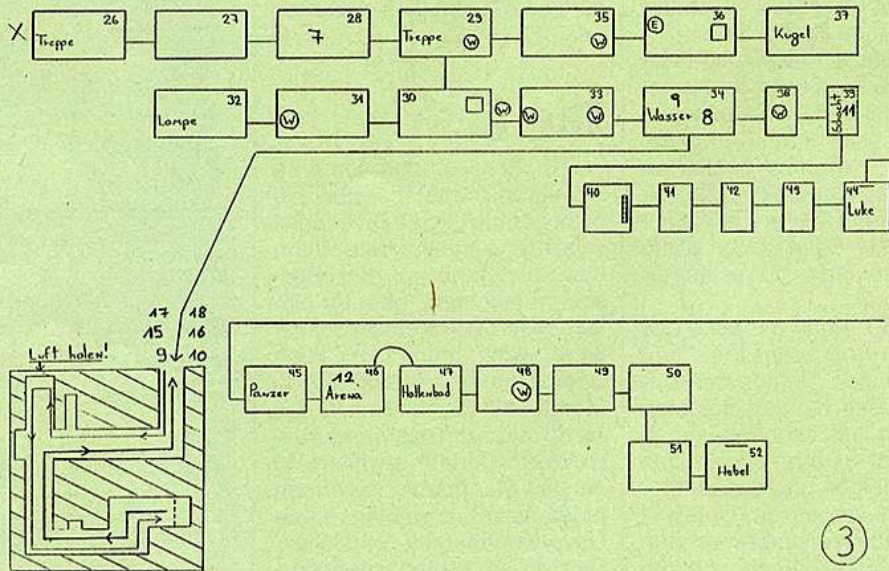 26 27 28 29 35 36 37
X Treppe 7 Treppe W W E Kugel
32 31 30 33 34 38 39
Lampe W W W W 9 Wasser 8 W Schacht 11
40 41 42 43 44
Luke
17 18
15 16
9 10
Luft holen!
45 46 47 48 49 50
Panzer 12 Arena Hallenbad W
51 52
Hebel
3